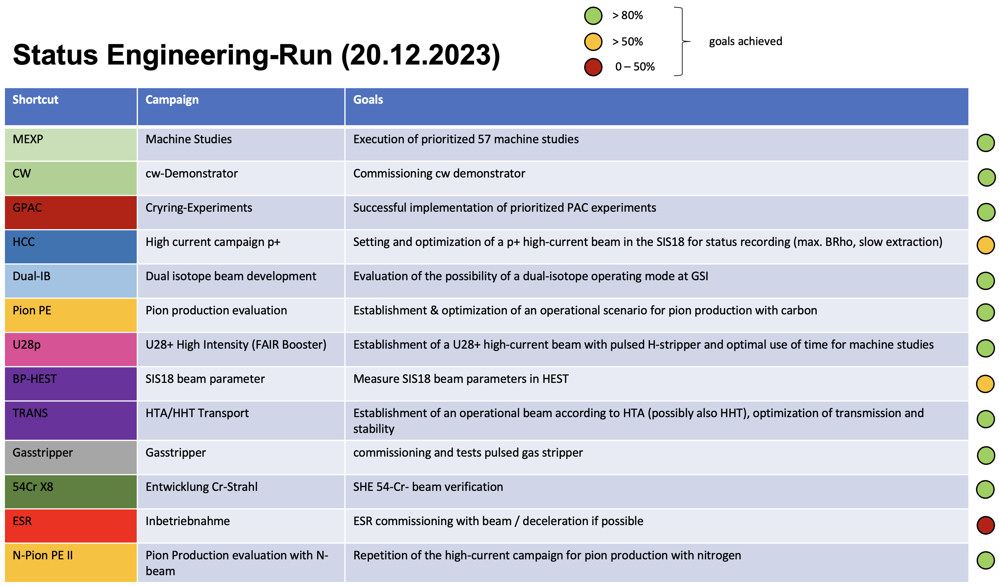 > 80%
> 50%
0 – 50%
goals achieved
Status Engineering-Run (20.12.2023)
Shortcut Campaign Goals
MEXP Machine Studies Execution of prioritized 57 machine studies
CW cw-Demonstrator Commissioning cw demonstrator
GPAC Cryring-Experiments Successful implementation of prioritized PAC experiments
HCC High current campaign p+ Setting and optimization of a p+ high-current beam in the SIS18 for status recording (max. BRho, slow extraction)
Dual-IB Dual isotope beam development Evaluation of the possibility of a dual-isotope operating mode at GSI
Pion PE Pion production evaluation Establishment & optimization of an operational scenario for pion production with carbon
U28p U28+ High Intensity (FAIR Booster) Establishment of a U28+ high-current beam with pulsed H-stripper and optimal use of time for machine studies
BP-HEST SIS18 beam parameter Measure SIS18 beam parameters in HEST
TRANS HTA/HHT Transport Establishment of an operational beam according to HTA (possibly also HHT), optimization of transmission and
stability
Gasstripper Gasstripper commissioning and tests pulsed gas stripper
54Cr X8 Entwicklung Cr-Strahl SHE 54-Cr- beam verification
ESR Inbetriebnahme ESR commissioning with beam / deceleration if possible
N-Pion PE II Pion Production evaluation with N- Repetition of the high-current campaign for pion production with nitrogen
beam